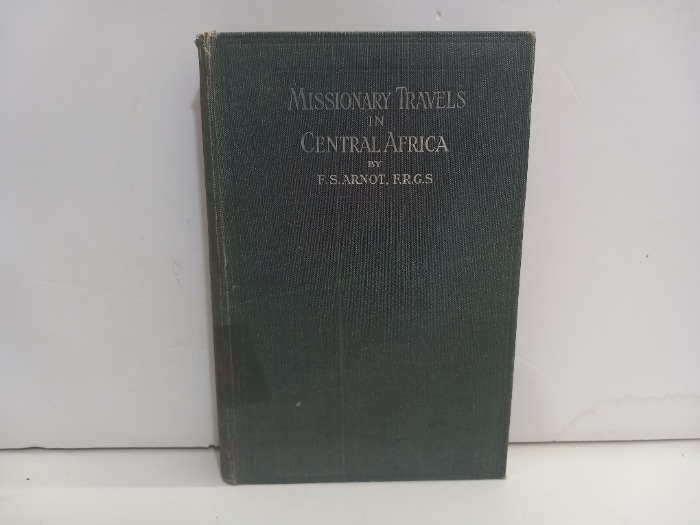 MISSIONARY TRAVELS
IN
CENTRAL AFRICA
BY
F.S. ARNOT, F.R.G.S